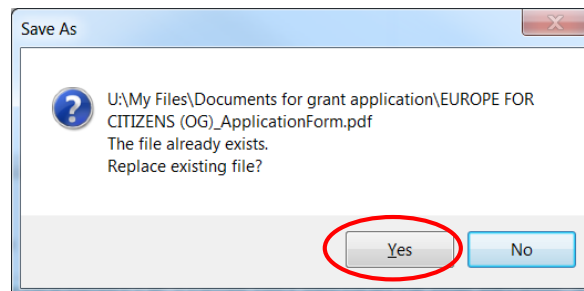 Save As
U:\My Files\Documents for grant application\EUROPE FOR
CITIZENS (OG)_ApplicationForm.pdf
The file already exists.
Replace existing file?
Yes
No